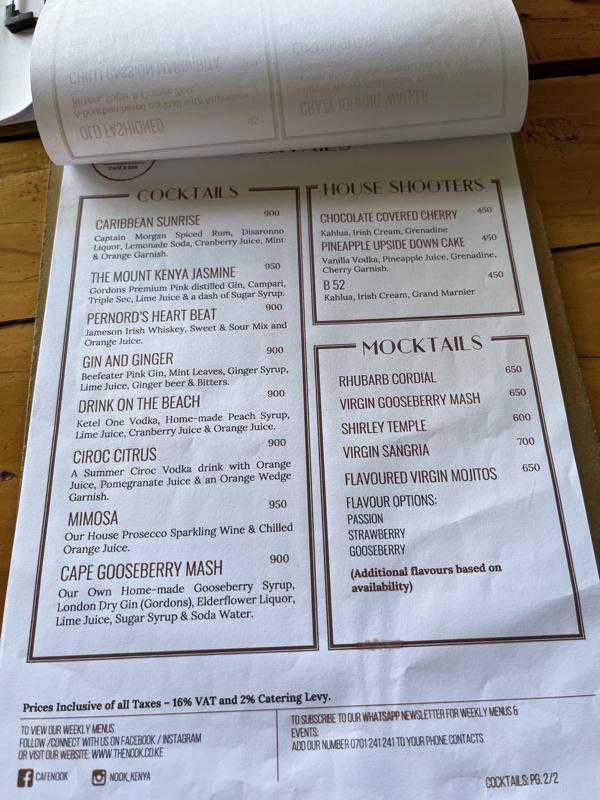 OLD FASHIONED
COCKTAILS
CARIBBEAN SUNRISE 900
Captain Morgan Spiced Rum, Disaronno
Liquor, Lemonade Soda, Cranberry Juice, Mint
& Orange Garnish.
THE MOUNT KENYA JASMINE 950
Gordons Premium Pink distilled Gin, Campari,
Triple Sec, Lime Juice & a dash of Sugar Syrup.
PERNORD'S HEART BEAT 900
Jameson Irish Whiskey, Sweet & Sour Mix and
Orange Juice.
GIN AND GINGER 900
Beefeater Pink Gin, Mint Leaves, Ginger Syrup,
Lime Juice, Ginger beer & Bitters.
DRINK ON THE BEACH 900
Ketel One Vodka, Home-made Peach Syrup,
Lime Juice, Cranberry Juice & Orange Juice.
CIROC CITRUS 900
A Summer Ciroc Vodka drink with Orange
Juice, Pomegranate Juice & an Orange Wedge
Garnish.
MIMOSA 950
Our House Prosecco Sparkling Wine & Chilled
Orange Juice.
CAPE GOOSEBERRY MASH 900
Our Own Home-made Gooseberry Syrup,
London Dry Gin (Gordons), Elderflower Liquor,
Lime Juice, Sugar Syrup & Soda Water.
HOUSE SHOOTERS
CHOCOLATE COVERED CHERRY 450
Kahlua, Irish Cream, Grenadine
PINEAPPLE UPSIDE DOWN CAKE 450
Vanilla Vodka, Pineapple Juice, Grenadine,
Cherry Garnish.
B 52 450
Kahlua, Irish Cream, Grand Marnier
MOCKTAILS
RHUBARB CORDIAL 650
VIRGIN GOOSEBERRY MASH 650
SHIRLEY TEMPLE 600
VIRGIN SANGRIA 700
FLAVOURED VIRGIN MOJITOS 650
FLAVOUR OPTIONS:
PASSION
STRAWBERRY
GOOSEBERRY
(Additional flavours based on
availability)
Prices Inclusive of all Taxes – 16% VAT and 2% Catering Levy.
TO VIEW OUR WEEKLY MENUS
FOLLOW /CONNECT WITH US ON FACEBOOK / INSTAGRAM
OR VISIT OUR WEBSITE: WWW.THENOOK.CO.KE
CAFENOOK NOOK_KENYA
TO SUBSCRIBE TO OUR WHATSAPP NEWSLETTER FOR WEEKLY MENUS &
EVENTS:
ADD OUR NUMBER 0701 241 241 TO YOUR PHONE CONTACTS
COCKTAILS: PG. 2/2